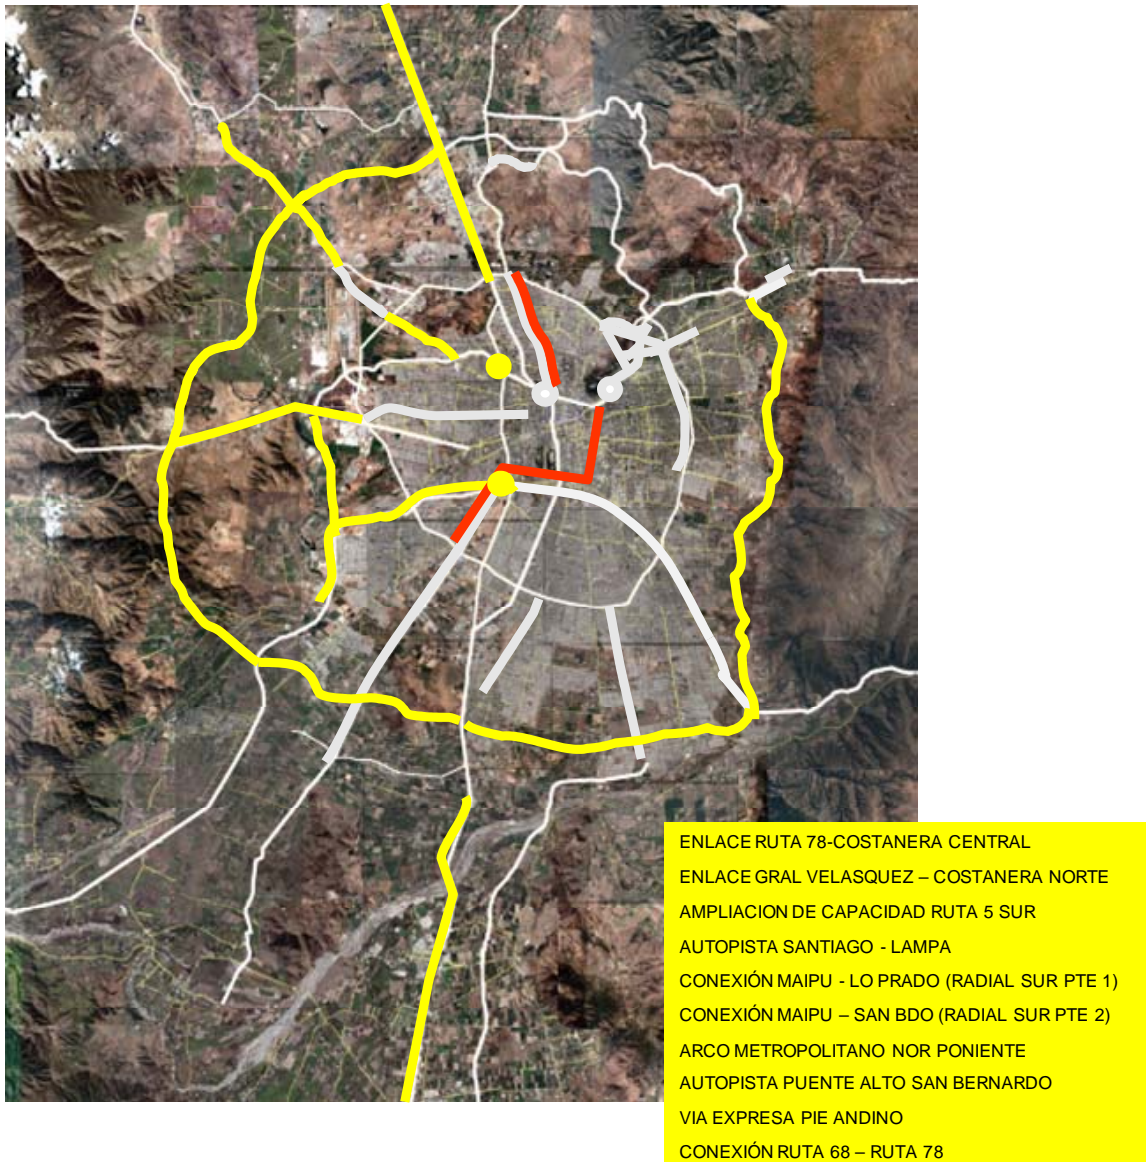 ENLACE RUTA 78-COSTANERA CENTRAL
ENLACE GRAL VELASQUEZ – COSTANERA NORTE
AMPLIACION DE CAPACIDAD RUTA 5 SUR
AUTOPISTA SANTIAGO - LAMPA
CONEXIÓN MAIPU - LO PRADO (RADIAL SUR PTE 1)
CONEXIÓN MAIPU – SAN BDO (RADIAL SUR PTE 2)
ARCO METROPOLITANO NOR PONIENTE
AUTOPISTA PUENTE ALTO SAN BERNARDO
VIA EXPRESA PIE ANDINO
CONEXIÓN RUTA 68 – RUTA 78